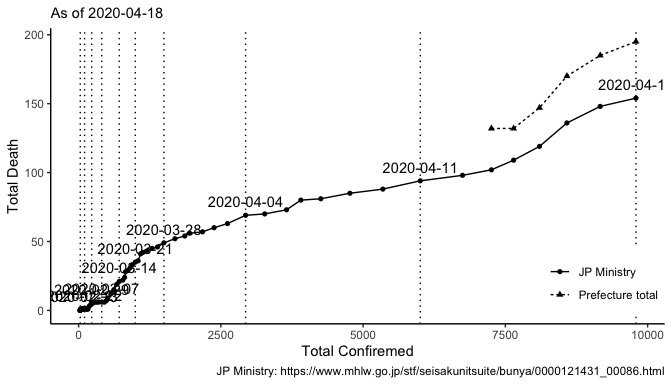 As of 2020-04-18
200
150
100
50
0
Total Death
2020-04-1
2020-04-11
2020-04-04
2020-03-28
2020-03-21
2020-03-14
JP Ministry
Prefecture total
0 2500 5000 7500 10000
Total Confiremed
JP Ministry: https://www.mhlw.go.jp/stf/seisakunitsuite/bunya/0000121431_00086.html